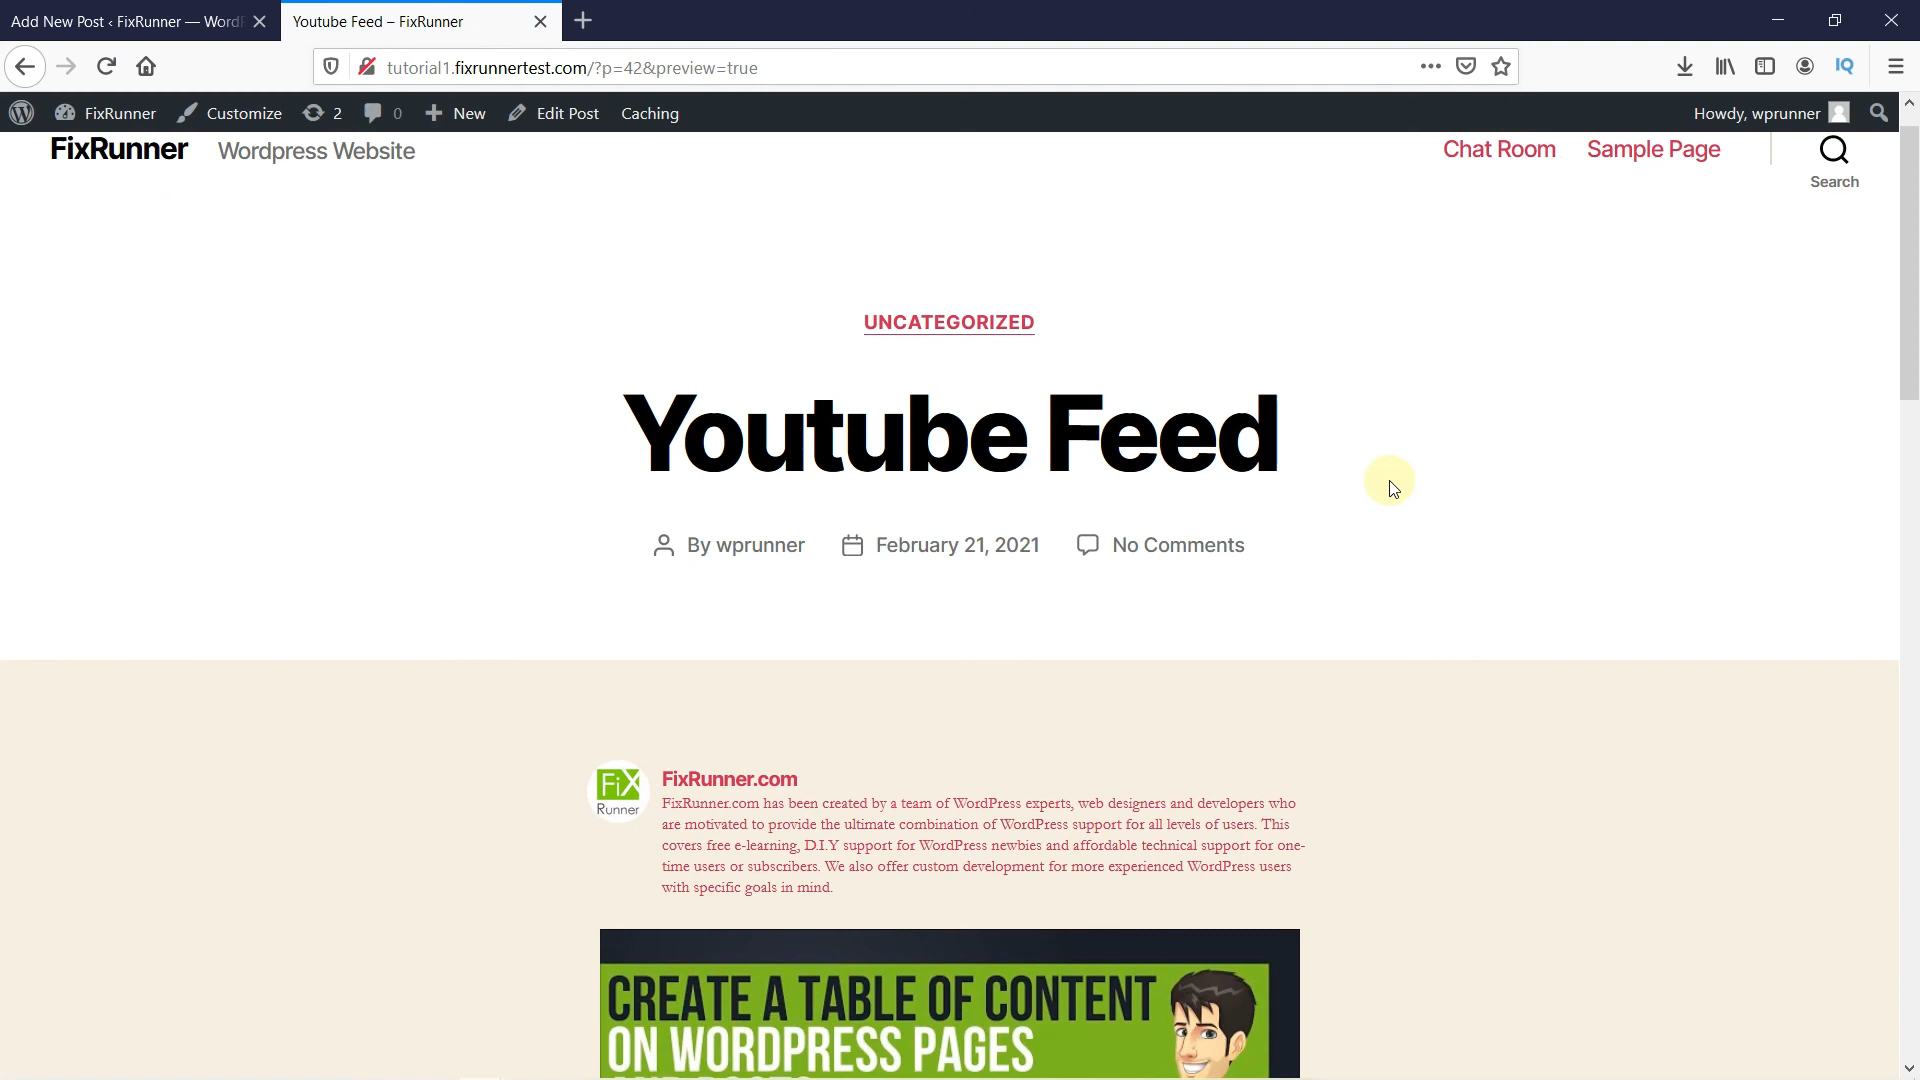 Add New Post ‹ FixRunner — WordP
Youtube Feed – FixRunner
tutorial1.fixrunnertest.com/?p=42&preview=true
IQ
FixRunner
Customize
2
0
New
Edit Post
Caching
Howdy, wprunner
FixRunner
Wordpress Website
Chat Room
Sample Page
Search
UNCATEGORIZED
Youtube Feed
By wprunner
February 21, 2021
No Comments
FiX
Runner
FixRunner.com
FixRunner.com has been created by a team of WordPress experts, web designers and developers who
are motivated to provide the ultimate combination of WordPress support for all levels of users. This
covers free e-learning, D.I.Y support for WordPress newbies and affordable technical support for one-
time users or subscribers. We also offer custom development for more experienced WordPress users
with specific goals in mind.
CREATE A TABLE OF CONTENT
ON WORDPRESS PAGES